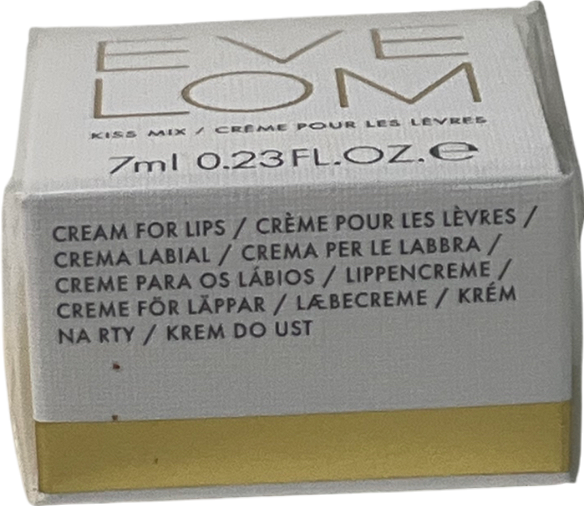 EVE
LOM
KISS MIX / CRÈME POUR LES LÈVRES
7ml 0.23FL.OZ.℮
CREAM FOR LIPS / CRÈME POUR LES LÈVRES /
CREMA LABIAL / CREMA PER LE LABBRA /
CREME PARA OS LÁBIOS / LIPPENCREME /
CREME FÖR LÄPPAR / LÆBECREME / KRÉM
NA RTY / KREM DO UST